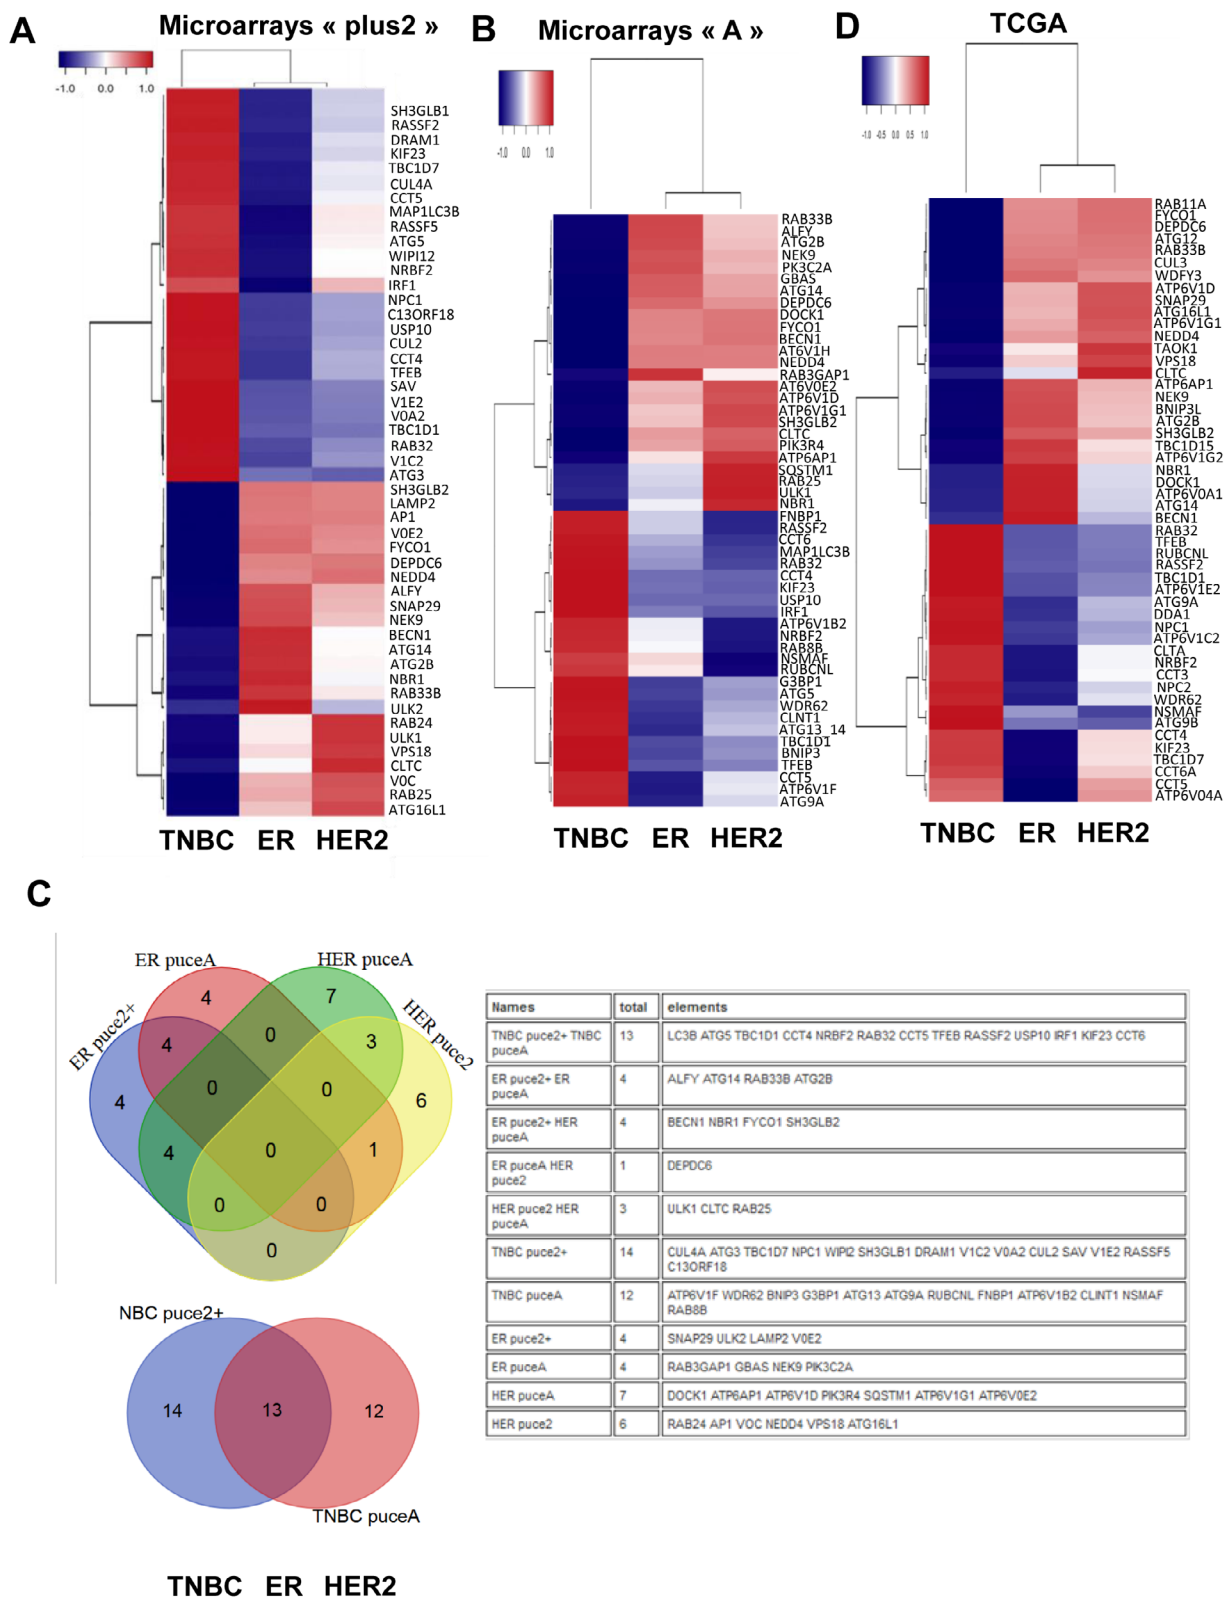 A
Microarrays « plus2 »
-1.0 0.0 1.0
SH3GLB1
RASSF2
DRAM1
KIF23
TBC1D7
CUL4A
CCT5
MAP1LC3B
RASSF5
ATG5
WIPI12
NRBF2
IRF1
NPC1
C13ORF18
USP10
CUL2
CCT4
TFEB
SAV
V1E2
V0A2
TBC1D1
RAB32
V1C2
ATG3
SH3GLB2
LAMP2
AP1
V0E2
FYCO1
DEPDC6
NEDD4
ALFY
SNAP29
NEK9
BECN1
ATG14
ATG2B
NBR1
RAB33B
ULK2
RAB24
ULK1
VPS18
CLTC
V0C
RAB25
ATG16L1
TNBC ER HER2
B
Microarrays « A »
-1.0 0.0 1.0
RAB33B
ALFY
ATG2B
NEK9
PK3C2A
GBAS
ATG14
DEPDC6
DOCK1
FYCO1
BECN1
AT6V1H
NEDD4
RAB3GAP1
AT6V0E2
ATP6V1D
ATP6V1G1
SH3GLB2
CLTC
PIK3R4
ATP6AP1
SQSTM1
RAB25
ULK1
NBR1
FNBP1
RASSF2
CCT6
MAP1LC3B
RAB32
CCT4
KIF23
USP10
IRF1
ATP6V1B2
NRBF2
RAB8B
NSMAF
RUBCNL
G3BP1
ATG5
WDR62
CLNT1
ATG13_14
TBC1D1
BNIP3
TFEB
CCT5
ATP6V1F
ATG9A
TNBC ER HER2
D
TCGA
-1.0 -0.5 0.0 0.5 1.0
RAB11A
FYCO1
DEPDC6
ATG12
RAB33B
CUL3
WDFY3
ATP6V1D
SNAP29
ATG16L1
ATP6V1G1
NEDD4
TAOK1
VPS18
CLTC
ATP6AP1
NEK9
BNIP3L
ATG2B
SH3GLB2
TBC1D15
ATP6V1G2
NBR1
DOCK1
ATP6V0A1
ATG14
BECN1
RAB32
TFEB
RUBCNL
RASSF2
TBC1D1
ATP6V1E2
ATG9A
DDA1
NPC1
ATP6V1C2
CLTA
NRBF2
CCT3
NPC2
WDR62
NSMAF
ATG9B
CCT4
KIF23
TBC1D7
CCT6A
CCT5
ATP6V04A
TNBC ER HER2
C
ER puce2+
ER puceA
HER puceA
HER puce2
4
7
0
4
3
0
0
4
6
4
0
1
0
0
0
NBC puce2+
14
13
12
TNBC puceA
Names total elements
TNBC puce2+ TNBC puceA 13 LC3B ATG5 TBC1D1 CCT4 NRBF2 RAB32 CCT5 TFEB RASSF2 USP10 IRF1 KIF23 CCT6
ER puce2+ ER puceA 4 ALFY ATG14 RAB33B ATG2B
ER puce2+ HER puceA 4 BECN1 NBR1 FYCO1 SH3GLB2
ER puceA HER puce2 1 DEPDC6
HER puce2 HER puceA 3 ULK1 CLTC RAB25
TNBC puce2+ 14 CUL4A ATG3 TBC1D7 NPC1 WIPI2 SH3GLB1 DRAM1 V1C2 V0A2 CUL2 SAV V1E2 RASSF5
C13ORF18
TNBC puceA 12 ATP6V1F WDR62 BNIP3 G3BP1 ATG13 ATG9A RUBCNL FNBP1 ATP6V1B2 CLINT1 NSMAF
RAB8B
ER puce2+ 4 SNAP29 ULK2 LAMP2 V0E2
ER puceA 4 RAB3GAP1 GBAS NEK9 PIK3C2A
HER puceA 7 DOCK1 ATP6AP1 ATP6V1D PIK3R4 SQSTM1 ATP6V1G1 ATP6V0E2
HER puce2 6 RAB24 AP1 VOC NEDD4 VPS18 ATG16L1
TNBC ER HER2